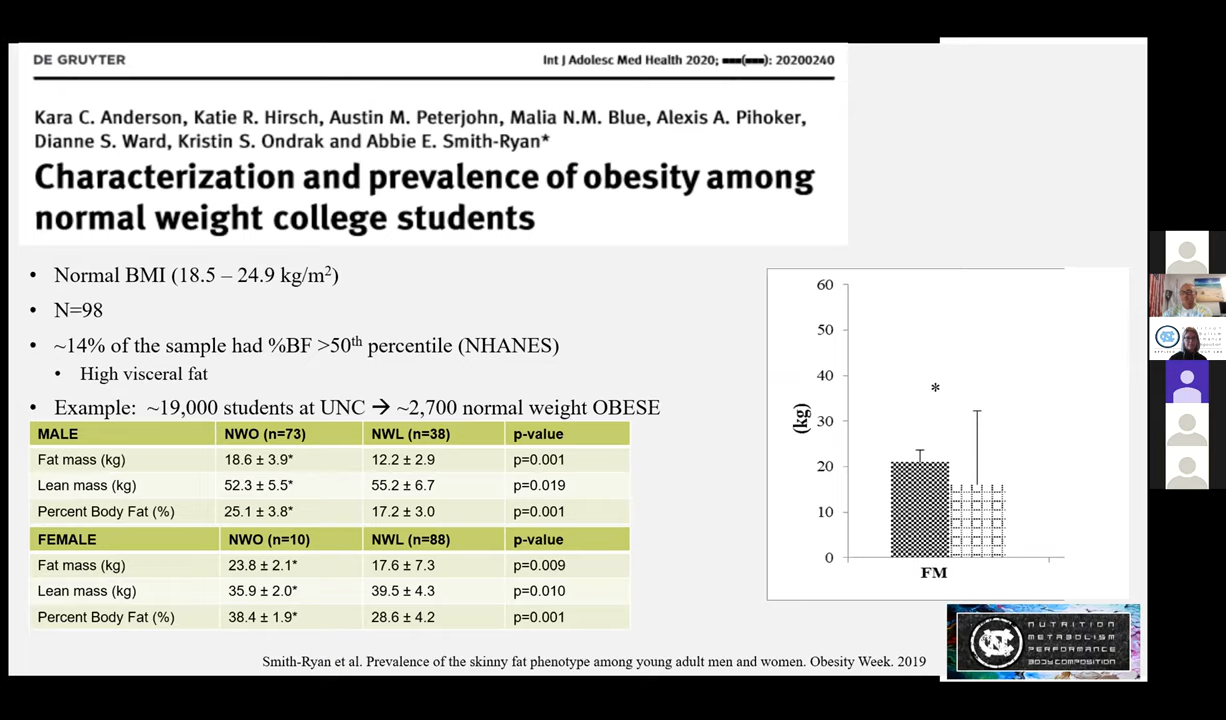 DE GRUYTER
Int J Adolesc Med Health 2020; ■■■(■■■): 20200240
Kara C. Anderson, Katie R. Hirsch, Austin M. Peterjohn, Malia N.M. Blue, Alexis A. Pihoker,
Dianne S. Ward, Kristin S. Ondrak and Abbie E. Smith-Ryan*
Characterization and prevalence of obesity among
normal weight college students
• Normal BMI (18.5 – 24.9 kg/m²)
• N=98
• ~14% of the sample had %BF >50th percentile (NHANES)
• High visceral fat
• Example: ~19,000 students at UNC → ~2,700 normal weight OBESE
MALE NWO (n=73) NWL (n=38) p-value
Fat mass (kg) 18.6 ± 3.9* 12.2 ± 2.9 p=0.001
Lean mass (kg) 52.3 ± 5.5* 55.2 ± 6.7 p=0.019
Percent Body Fat (%) 25.1 ± 3.8* 17.2 ± 3.0 p=0.001
FEMALE NWO (n=10) NWL (n=88) p-value
Fat mass (kg) 23.8 ± 2.1* 17.6 ± 7.3 p=0.009
Lean mass (kg) 35.9 ± 2.0* 39.5 ± 4.3 p=0.010
Percent Body Fat (%) 38.4 ± 1.9* 28.6 ± 4.2 p=0.001
60
50
40
30
20
10
0
(kg)
*
FM
NUTRITION
METABOLISM
PERFORMANCE
BODY COMPOSITION
NC
Smith-Ryan et al. Prevalence of the skinny fat phenotype among young adult men and women. Obesity Week. 2019